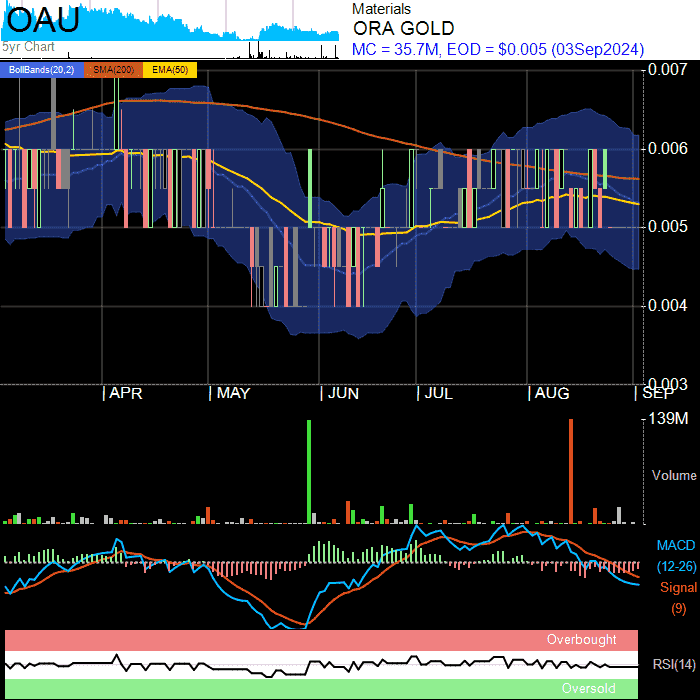 OAU
5yr Chart
Materials
ORA GOLD
MC = 35.7M, EOD = $0.005 (03Sep2024)
BollBands(20,2) SMA(200) EMA(50)
0.007
0.006
0.005
0.004
0.003
APR MAY JUN JUL AUG SEP
139M
Volume
MACD
(12-26)
Signal
(9)
Overbought
RSI(14)
Oversold